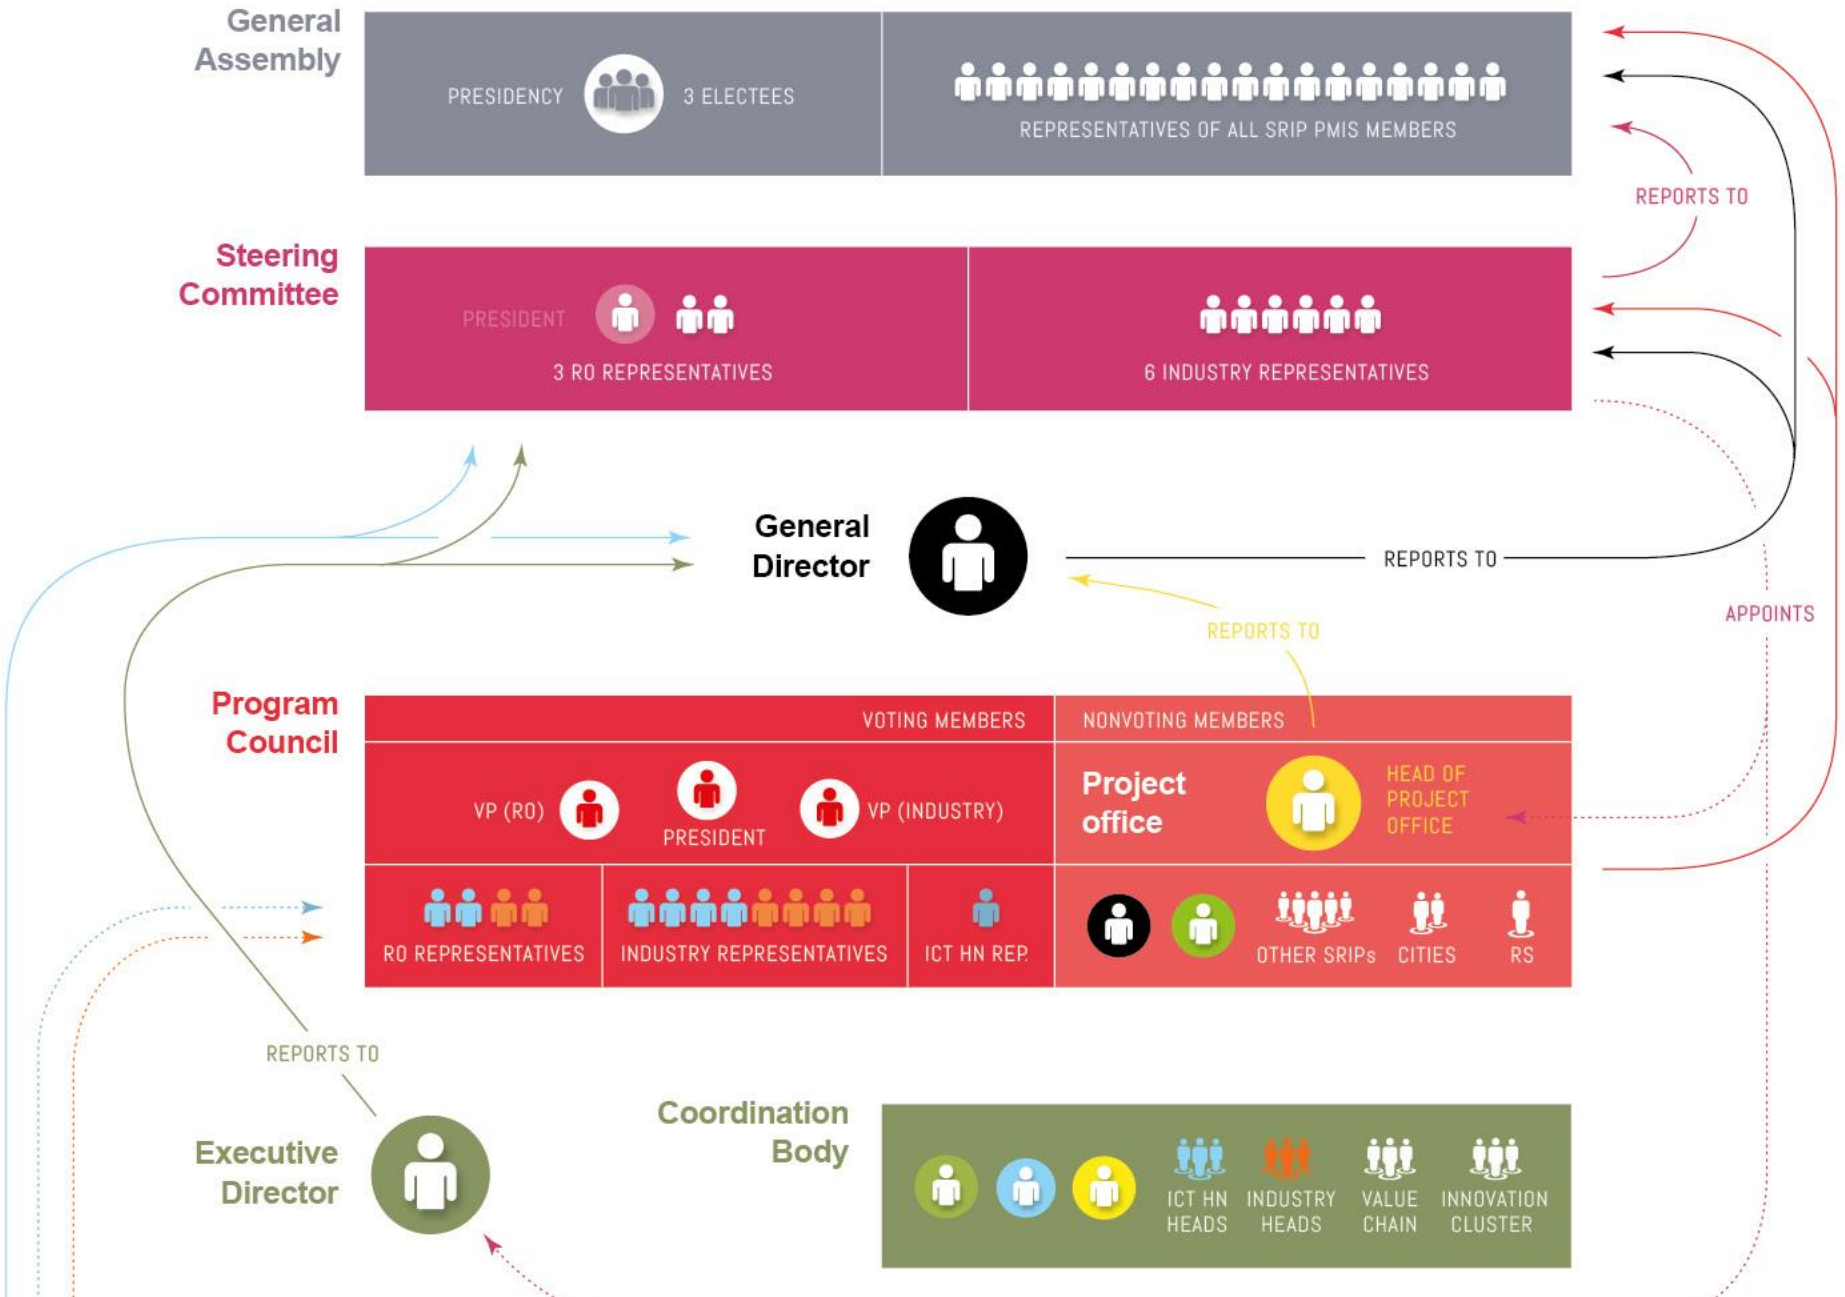 General
Assembly
PRESIDENCY
3 ELECTEES
REPRESENTATIVES OF ALL SRIP PMIS MEMBERS
REPORTS TO
Steering
Committee
PRESIDENT
3 RO REPRESENTATIVES
6 INDUSTRY REPRESENTATIVES
General
Director
REPORTS TO
APPOINTS
REPORTS TO
Program
Council
VOTING MEMBERS
NONVOTING MEMBERS
VP (RO)
PRESIDENT
VP (INDUSTRY)
Project
office
HEAD OF
PROJECT
OFFICE
RO REPRESENTATIVES
INDUSTRY REPRESENTATIVES
ICT HN REP.
OTHER SRIPs
CITIES
RS
REPORTS TO
Executive
Director
Coordination
Body
ICT HN
HEADS
INDUSTRY
HEADS
VALUE
CHAIN
INNOVATION
CLUSTER